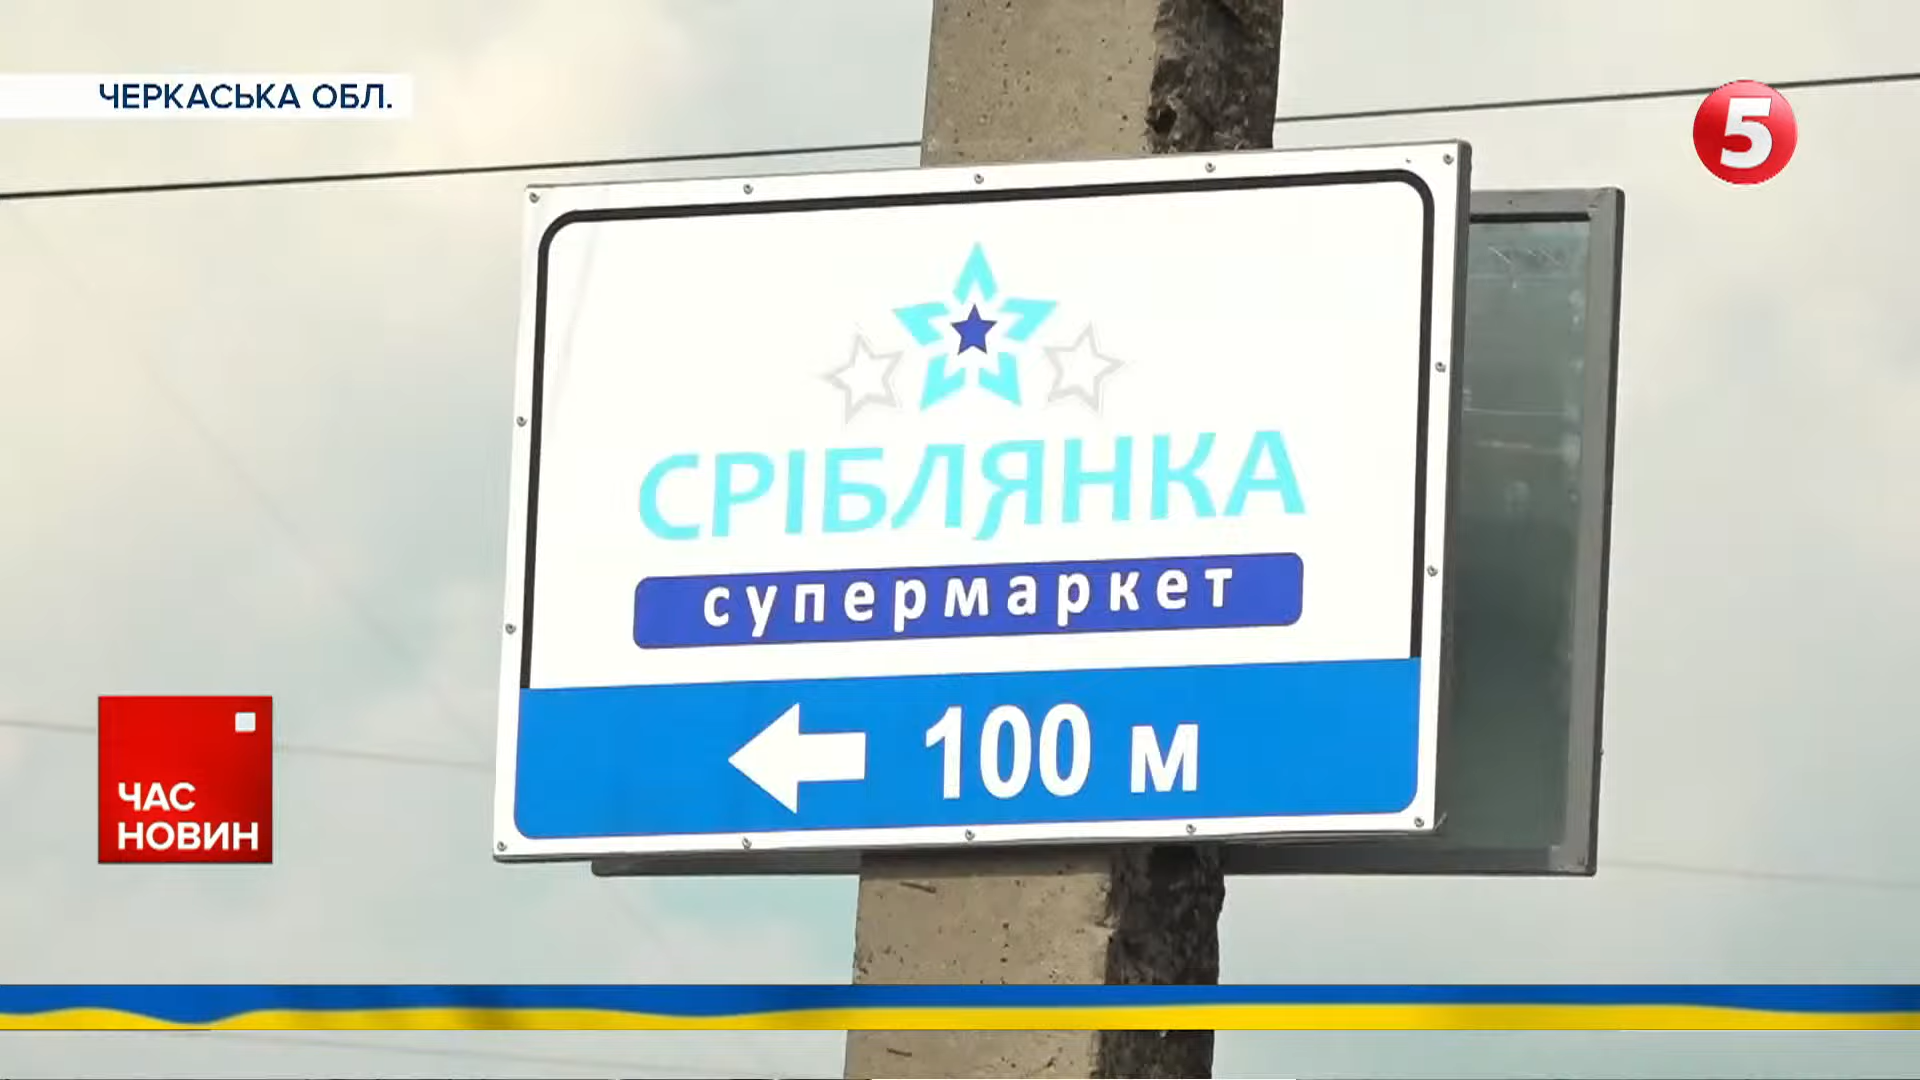 ЧЕРКАСЬКА ОБЛ.
5
СРІБЛЯНКА
супермаркет
100 м
ЧАС
НОВИН